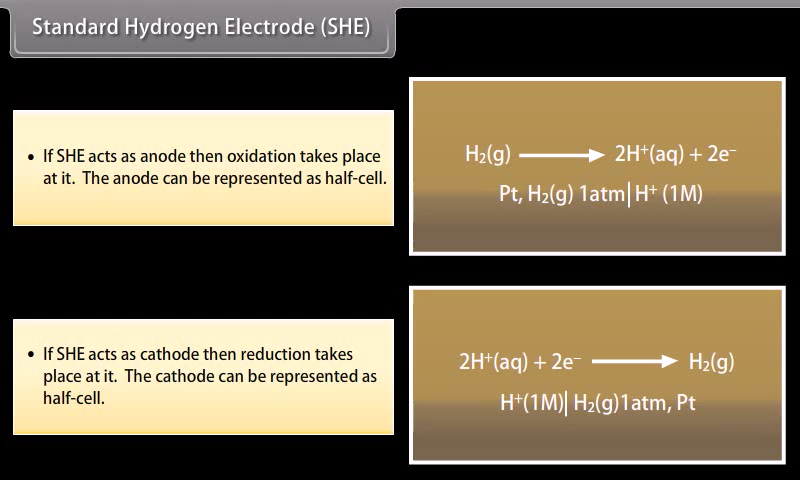 Standard Hydrogen Electrode (SHE)
• If SHE acts as anode then oxidation takes place
at it. The anode can be represented as half-cell.
H₂(g) ⟶ 2H⁺(aq) + 2e⁻
Pt, H₂(g) 1atm|H⁺ (1M)
• If SHE acts as cathode then reduction takes
place at it. The cathode can be represented as
half-cell.
2H⁺(aq) + 2e⁻ ⟶ H₂(g)
H⁺(1M)| H₂(g)1atm, Pt